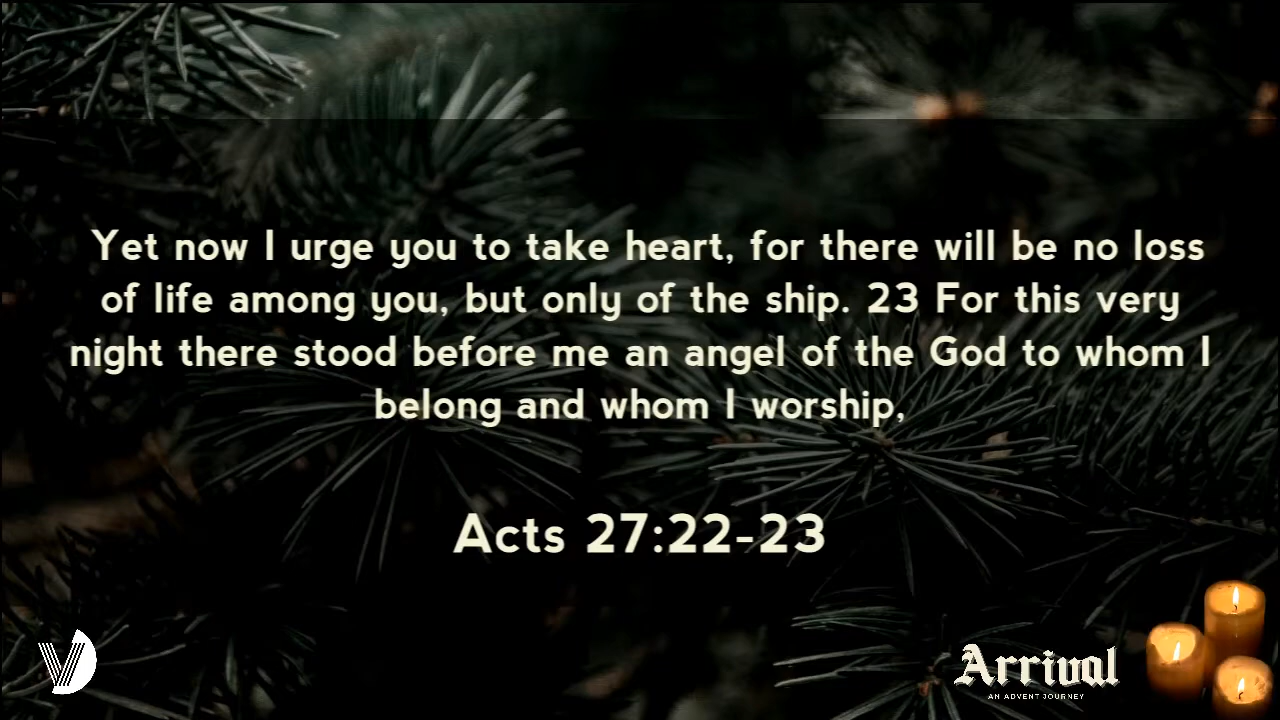 Yet now I urge you to take heart, for there will be no loss
of life among you, but only of the ship. 23 For this very
night there stood before me an angel of the God to whom I
belong and whom I worship,
Acts 27:22-23
Arrival
AN ADVENT JOURNEY